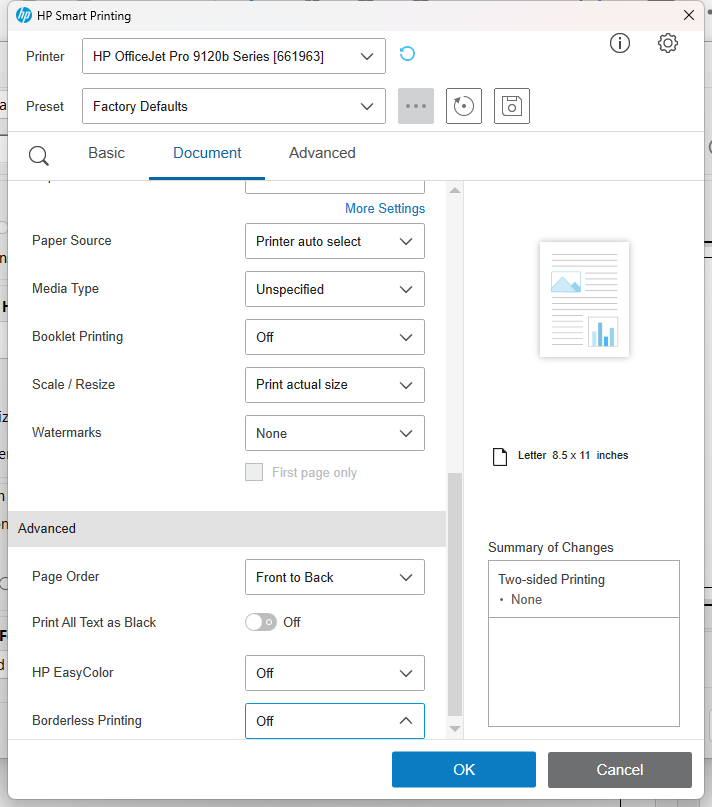 hp HP Smart Printing
Printer HP OfficeJet Pro 9120b Series [661963]
Preset Factory Defaults
Basic Document Advanced
More Settings
Paper Source Printer auto select
Media Type Unspecified
Booklet Printing Off
Scale / Resize Print actual size
Watermarks None
First page only
Advanced
Page Order Front to Back
Print All Text as Black Off
HP EasyColor Off
Borderless Printing Off
Letter 8.5 x 11 inches
Summary of Changes
Two-sided Printing
• None
OK Cancel